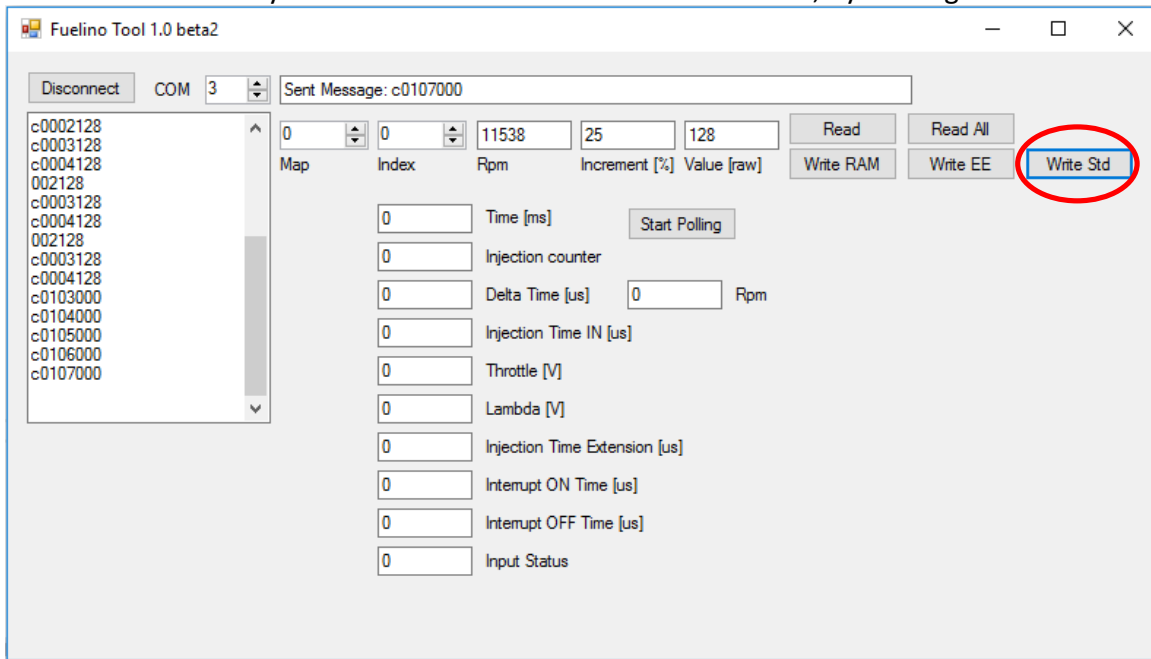 Fuelino Tool 1.0 beta2
Disconnect COM 3 Sent Message: c0107000
c0002128
c0003128
c0004128
002128
c0003128
c0004128
002128
c0003128
c0004128
c0103000
c0104000
c0105000
c0106000
c0107000
0 0 11538 25 128 Read Read All
Map Index Rpm Increment [%] Value [raw] Write RAM Write EE Write Std
0 Time [ms] Start Polling
0 Injection counter
0 Delta Time [us] 0 Rpm
0 Injection Time IN [us]
0 Throttle [V]
0 Lambda [V]
0 Injection Time Extension [us]
0 Interrupt ON Time [us]
0 Interrupt OFF Time [us]
0 Input Status